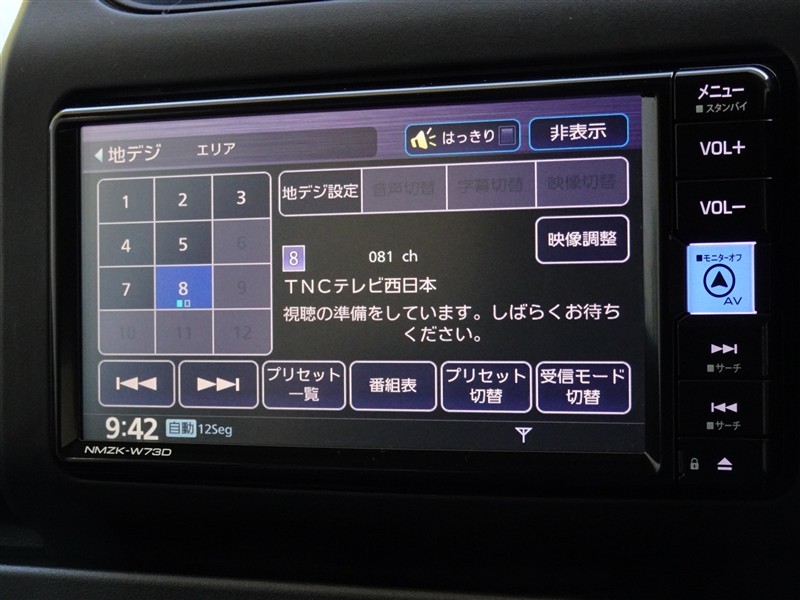 地デジ エリア はっきり 非表示
地デジ設定 音声切替 字幕切替 映像切替
1 2 3
4 5 6
7 8 9
10 11 12
映像調整
8 081 ch
TNCテレビ西日本
視聴の準備をしています。しばらくお待ち
ください。
プリセット
一覧
番組表
プリセット
切替
受信モード
切替
9:42 自動 12Seg
NMZK-W73D
メニュー
スタンバイ
VOL+
VOL−
モニターオフ
AV
サーチ
サーチ